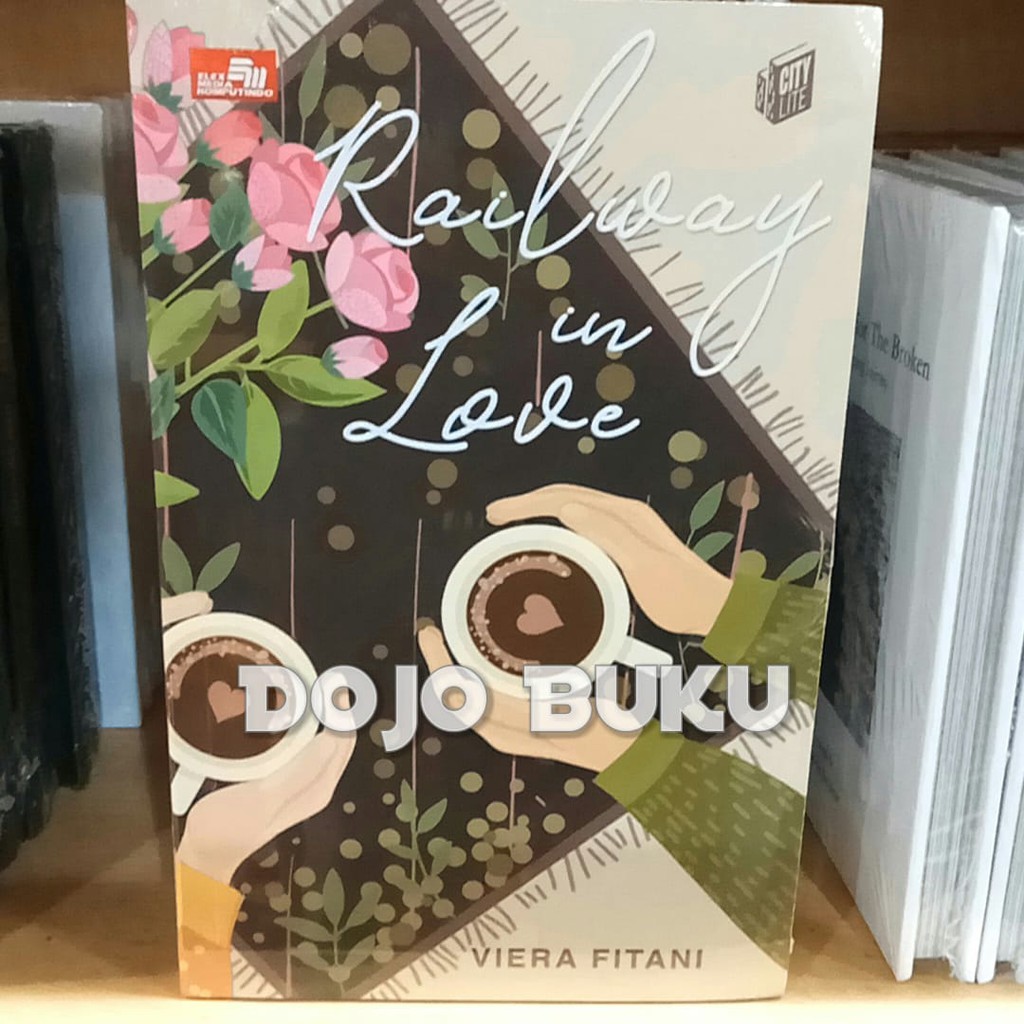 ELEX
MEDIA
KOMPUTINDO
CITY
LITE
Railway
in
Love
The Broken
DOJO BUKU
VIERA FITANI